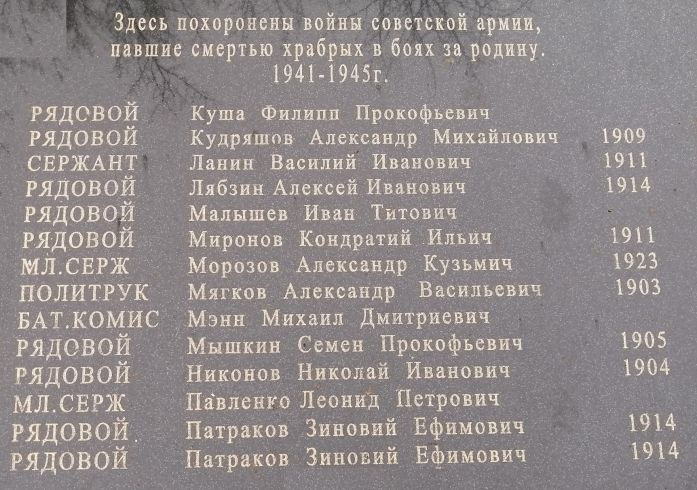 Здесь похоронены войны советской армии,
павшие смертью храбрых в боях за родину.
1941-1945г.
РЯДОВОЙ Куша Филипп Прокофьевич
РЯДОВОЙ Кудряшов Александр Михайлович 1909
СЕРЖАНТ Ланин Василий Иванович 1911
РЯДОВОЙ Лябзин Алексей Иванович 1914
РЯДОВОЙ Малышев Иван Титович
РЯДОВОЙ Миронов Кондратий Ильич 1911
МЛ.СЕРЖ Морозов Александр Кузьмич 1923
ПОЛИТРУК Мягков Александр Васильевич 1903
БАТ.КОМИС Мэнн Михаил Дмитриевич
РЯДОВОЙ Мышкин Семен Прокофьевич 1905
РЯДОВОЙ Никонов Николай Иванович 1904
МЛ.СЕРЖ Павленко Леонид Петрович
РЯДОВОЙ Патраков Зиновий Ефимович 1914
РЯДОВОЙ Патраков Зиновий Ефимович 1914